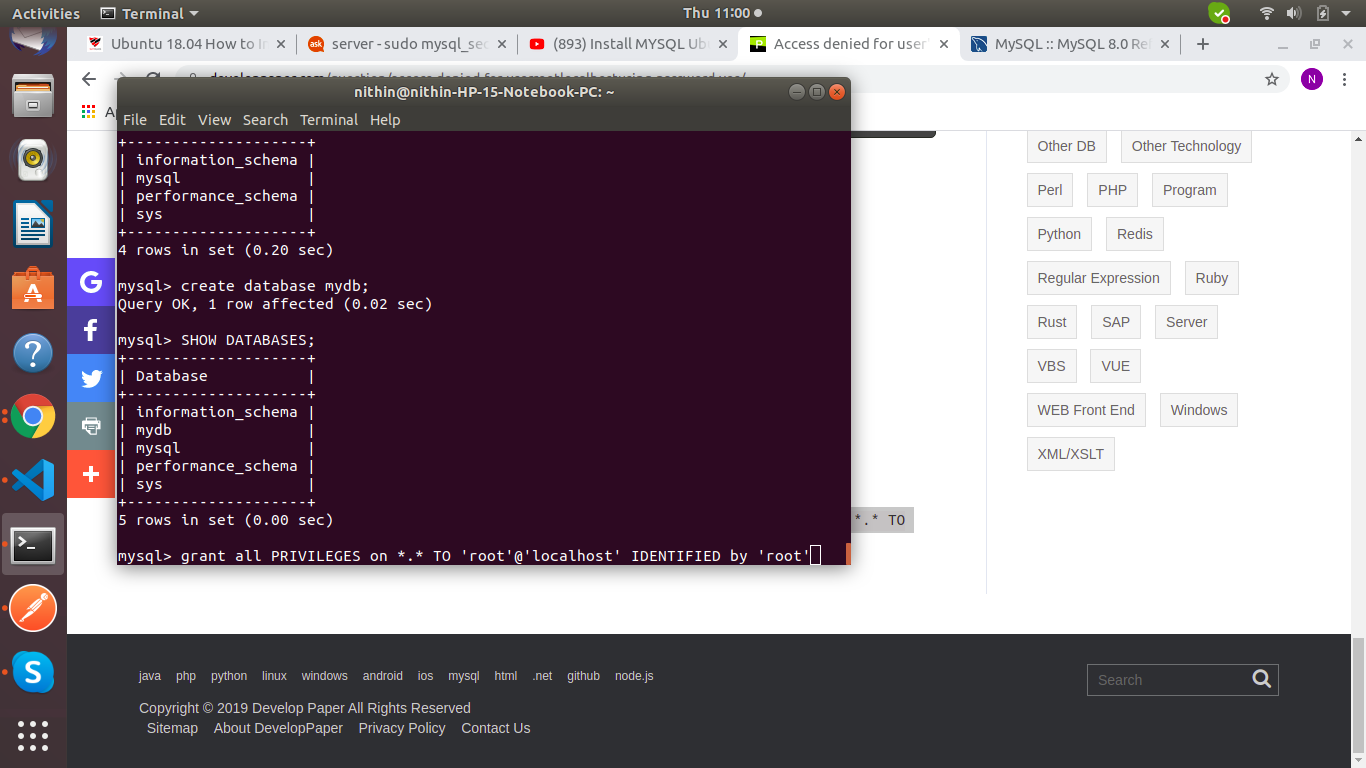 Activities Terminal Thu 11:00
Ubuntu 18.04 How to In
ask server - sudo mysql_sec
(893) Install MYSQL Ub
Access denied for user'
MySQL :: MySQL 8.0 Rel
N
nithin@nithin-HP-15-Notebook-PC: ~
File Edit View Search Terminal Help
+--------------------+
| information_schema |
| mysql              |
| performance_schema |
| sys                |
+--------------------+
4 rows in set (0.20 sec)
mysql> create database mydb;
Query OK, 1 row affected (0.02 sec)
mysql> SHOW DATABASES;
+--------------------+
| Database           |
+--------------------+
| information_schema |
| mydb               |
| mysql              |
| performance_schema |
| sys                |
+--------------------+
5 rows in set (0.00 sec)
mysql> grant all PRIVILEGES on *.* TO 'root'@'localhost' IDENTIFIED by 'root'
*.* TO
Other DB Other Technology
Perl PHP Program
Python Redis
Regular Expression Ruby
Rust SAP Server
VBS VUE
WEB Front End Windows
XML/XSLT
java php python linux windows android ios mysql html .net github node.js
Search
Copyright © 2019 Develop Paper All Rights Reserved
Sitemap About DevelopPaper Privacy Policy Contact Us